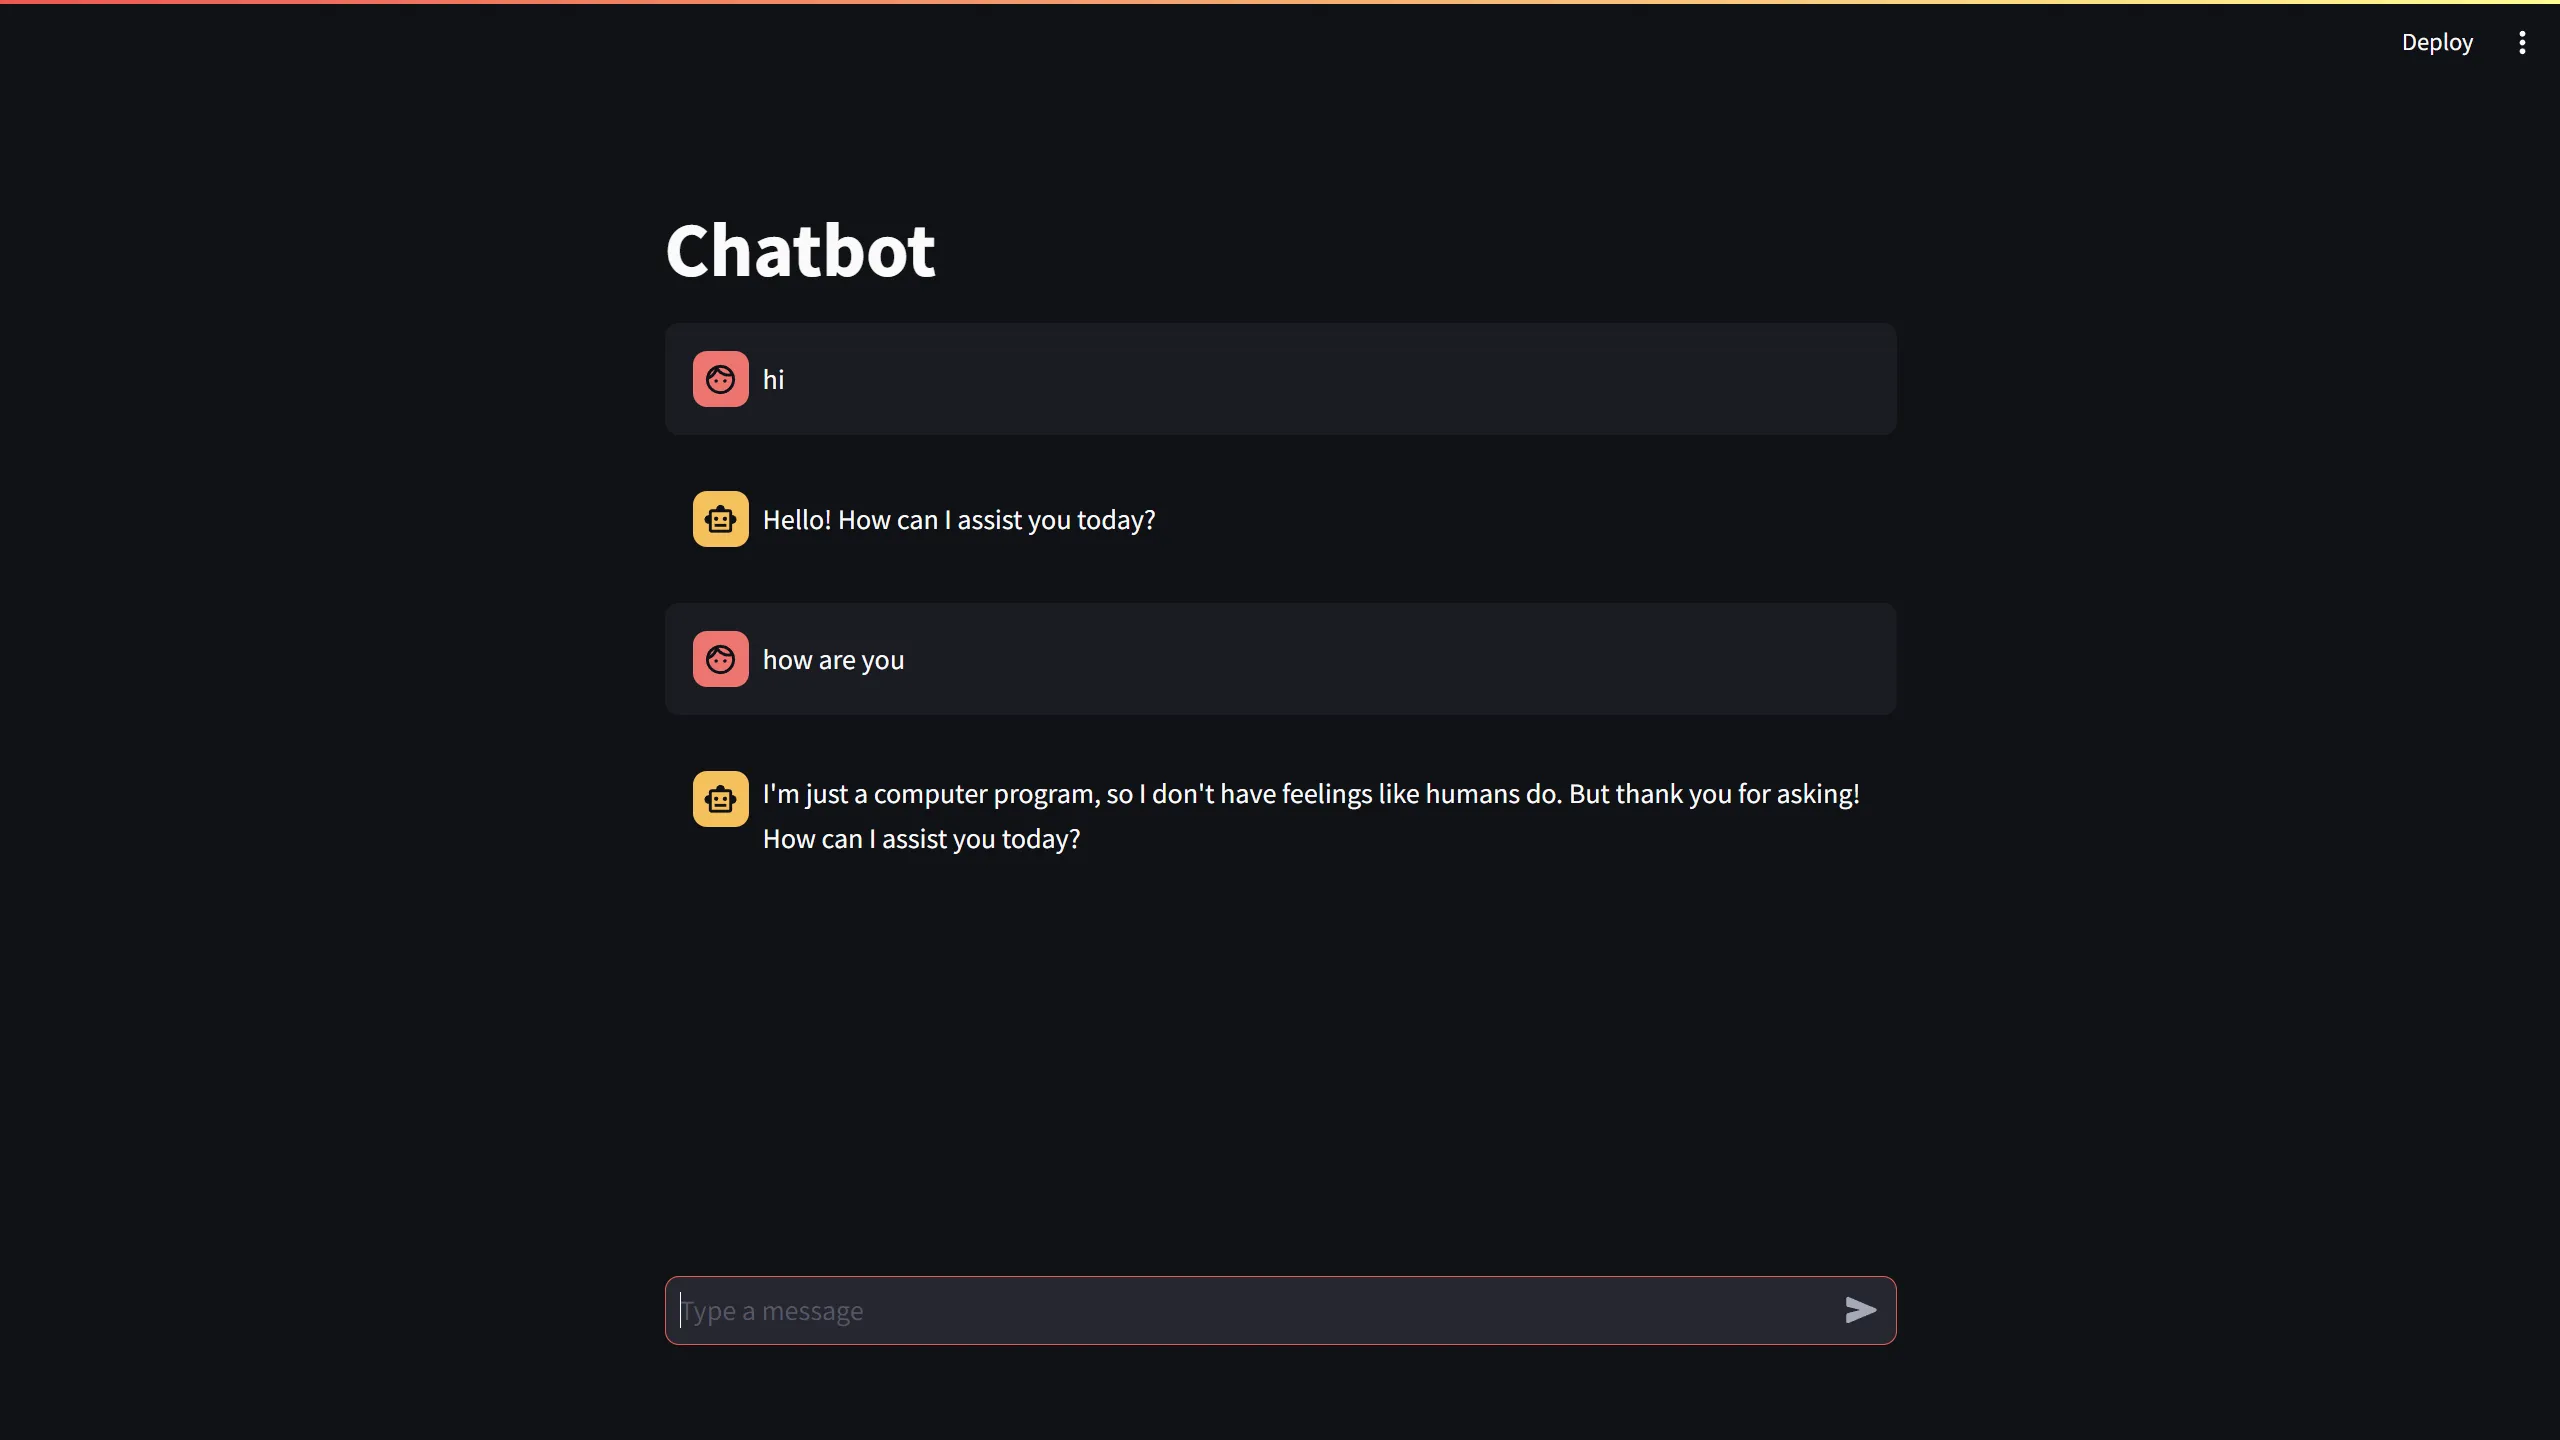 Deploy
Chatbot
hi
Hello! How can I assist you today?
how are you
I'm just a computer program, so I don't have feelings like humans do. But thank you for asking!
How can I assist you today?
Type a message